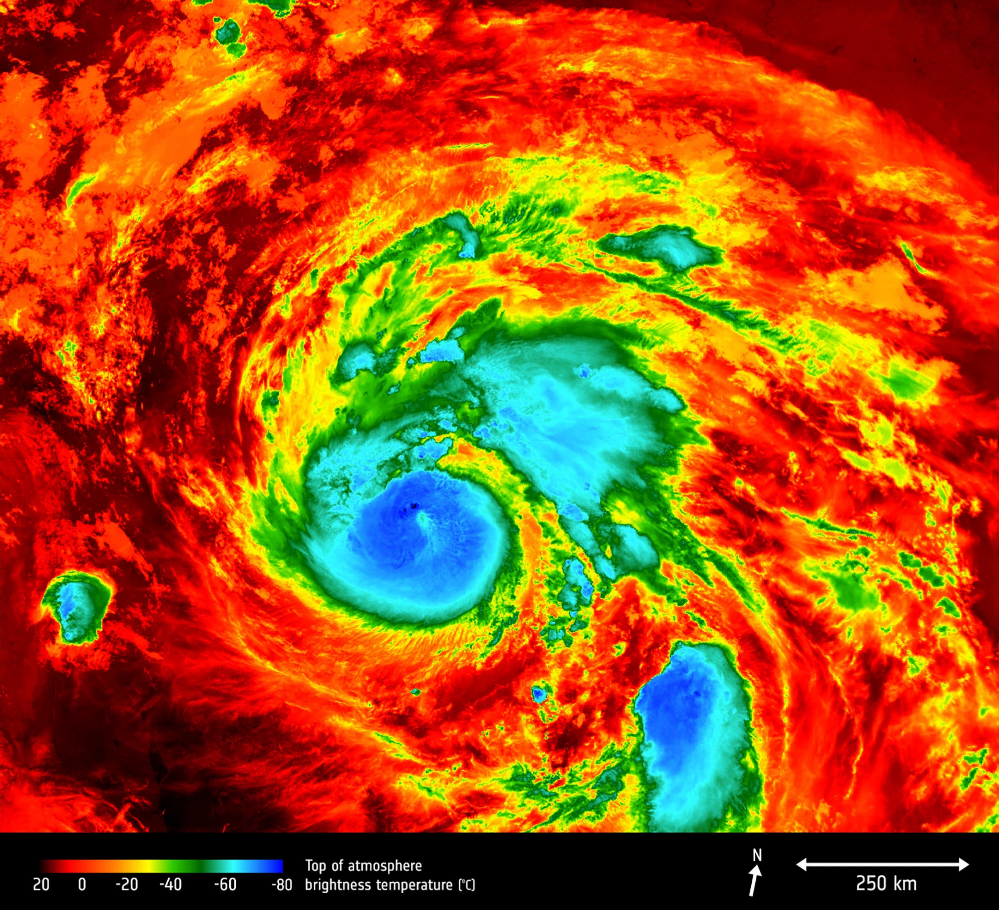 20 0 -20 -40 -60 -80
Top of atmosphere
brightness temperature (°C)
N
250 km